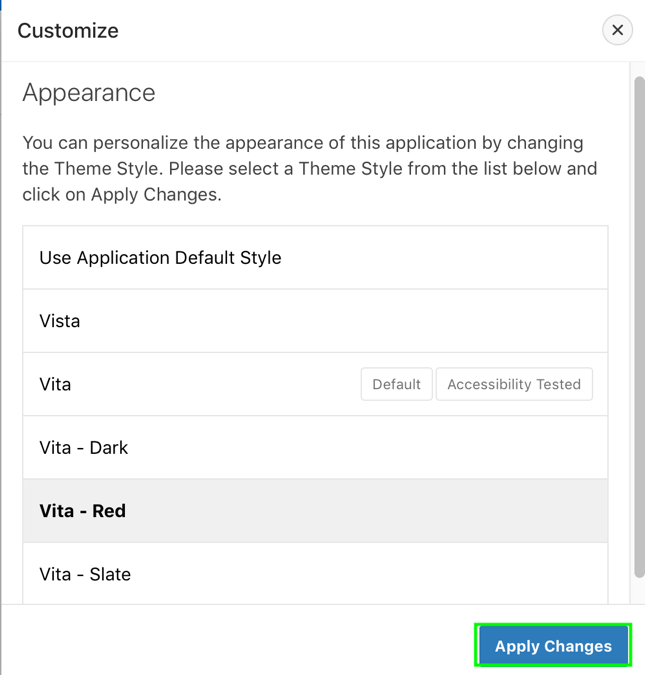 Customize
Appearance
You can personalize the appearance of this application by changing
the Theme Style. Please select a Theme Style from the list below and
click on Apply Changes.
Use Application Default Style
Vista
Vita Default Accessibility Tested
Vita - Dark
Vita - Red
Vita - Slate
Apply Changes